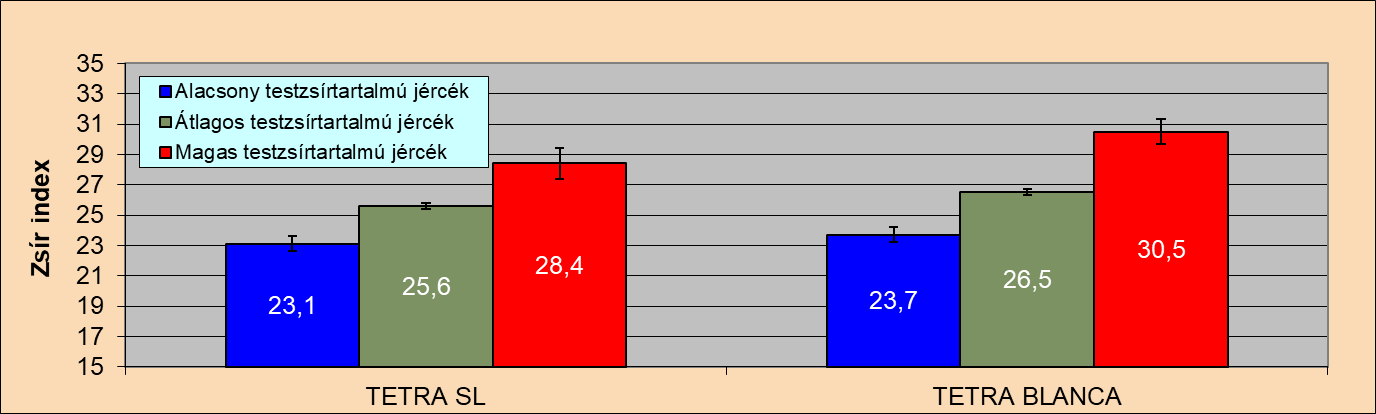 35
33
31
29
27
25
23
21
19
17
15
Zsír index
Alacsony testzsírtartalmú jércék
Átlagos testzsírtartalmú jércék
Magas testzsírtartalmú jércék
23,1
25,6
28,4
23,7
26,5
30,5
TETRA SL
TETRA BLANCA